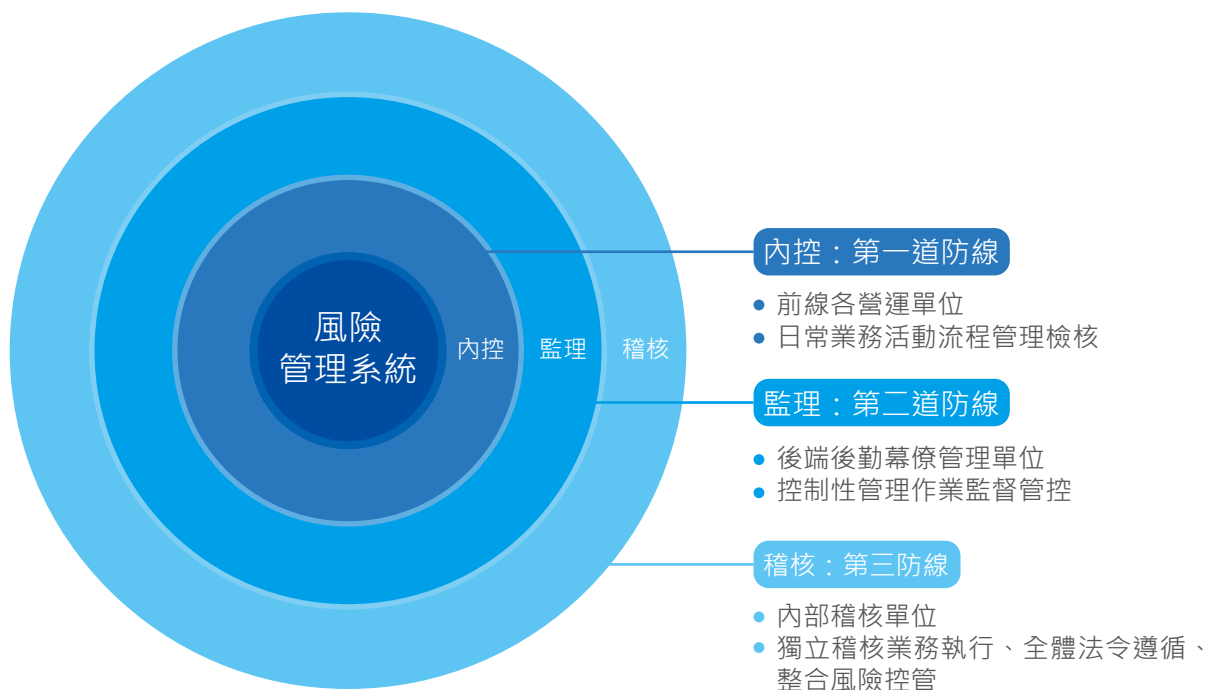 風險
管理系統
內控
監理
稽核
內控：第一道防線
前線各營運單位
日常業務活動流程管理檢核
監理：第二道防線
後端後勤幕僚管理單位
控制性管理作業監督管控
稽核：第三防線
內部稽核單位
獨立稽核業務執行、全體法令遵循、
整合風險控管